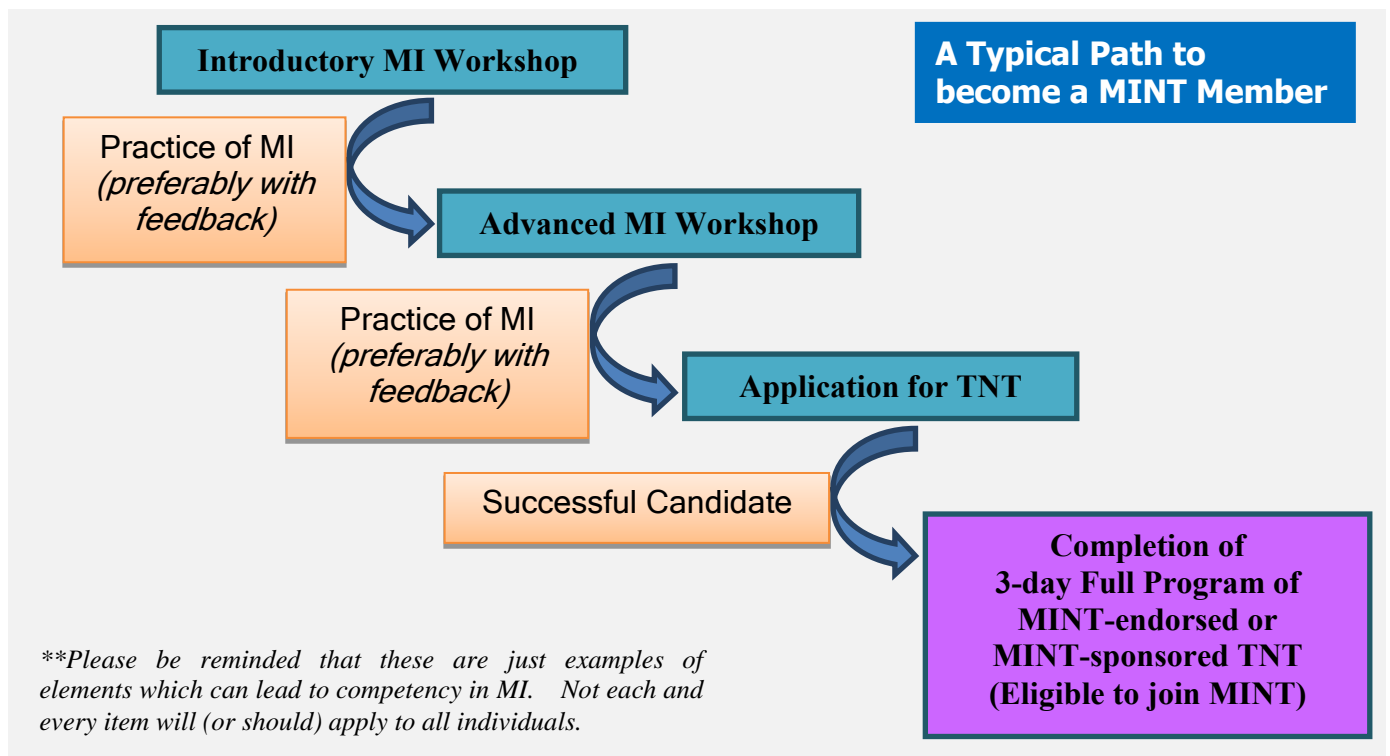 Introductory MI Workshop
A Typical Path to
become a MINT Member
Practice of MI
(preferably with
feedback)
Advanced MI Workshop
Practice of MI
(preferably with
feedback)
Application for TNT
Successful Candidate
Completion of
3-day Full Program of
MINT-endorsed or
MINT-sponsored TNT
(Eligible to join MINT)
**Please be reminded that these are just examples of
elements which can lead to competency in MI. Not each and
every item will (or should) apply to all individuals.